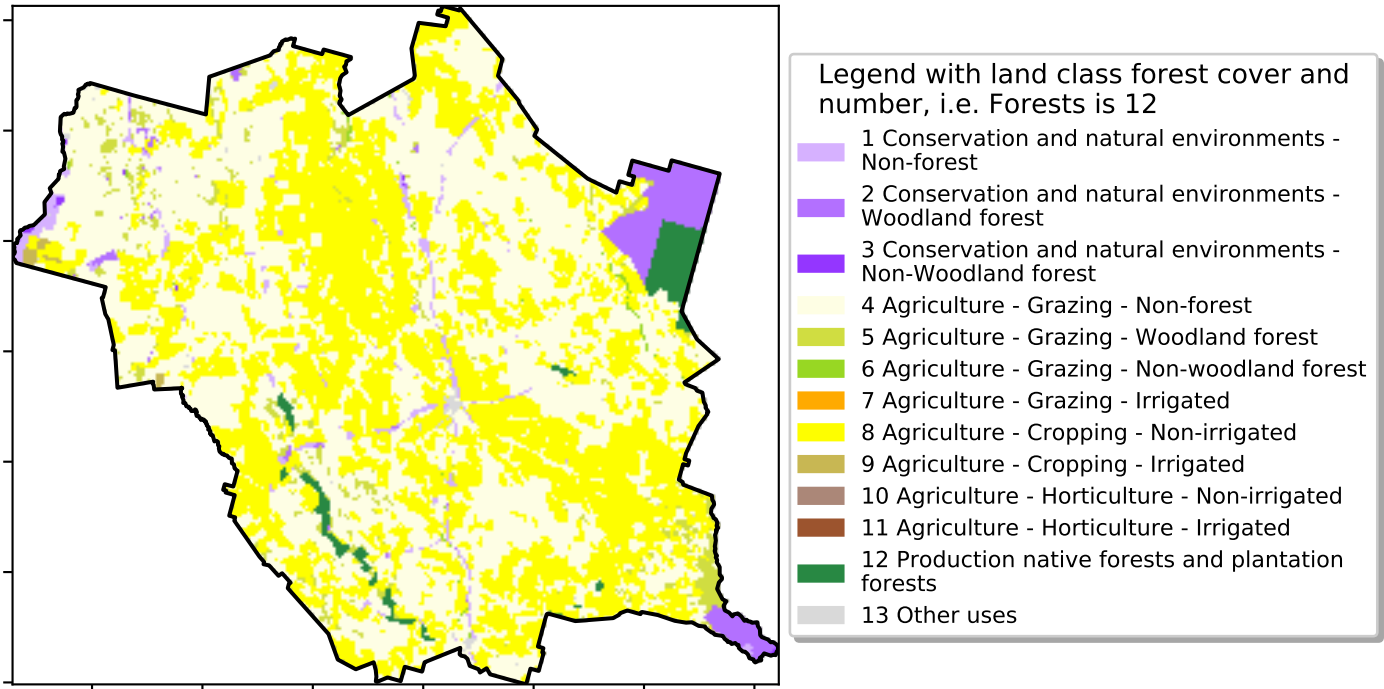 Legend with land class forest cover and
number, i.e. Forests is 12
1 Conservation and natural environments -
Non-forest
2 Conservation and natural environments -
Woodland forest
3 Conservation and natural environments -
Non-Woodland forest
4 Agriculture - Grazing - Non-forest
5 Agriculture - Grazing - Woodland forest
6 Agriculture - Grazing - Non-woodland forest
7 Agriculture - Grazing - Irrigated
8 Agriculture - Cropping - Non-irrigated
9 Agriculture - Cropping - Irrigated
10 Agriculture - Horticulture - Non-irrigated
11 Agriculture - Horticulture - Irrigated
12 Production native forests and plantation
forests
13 Other uses